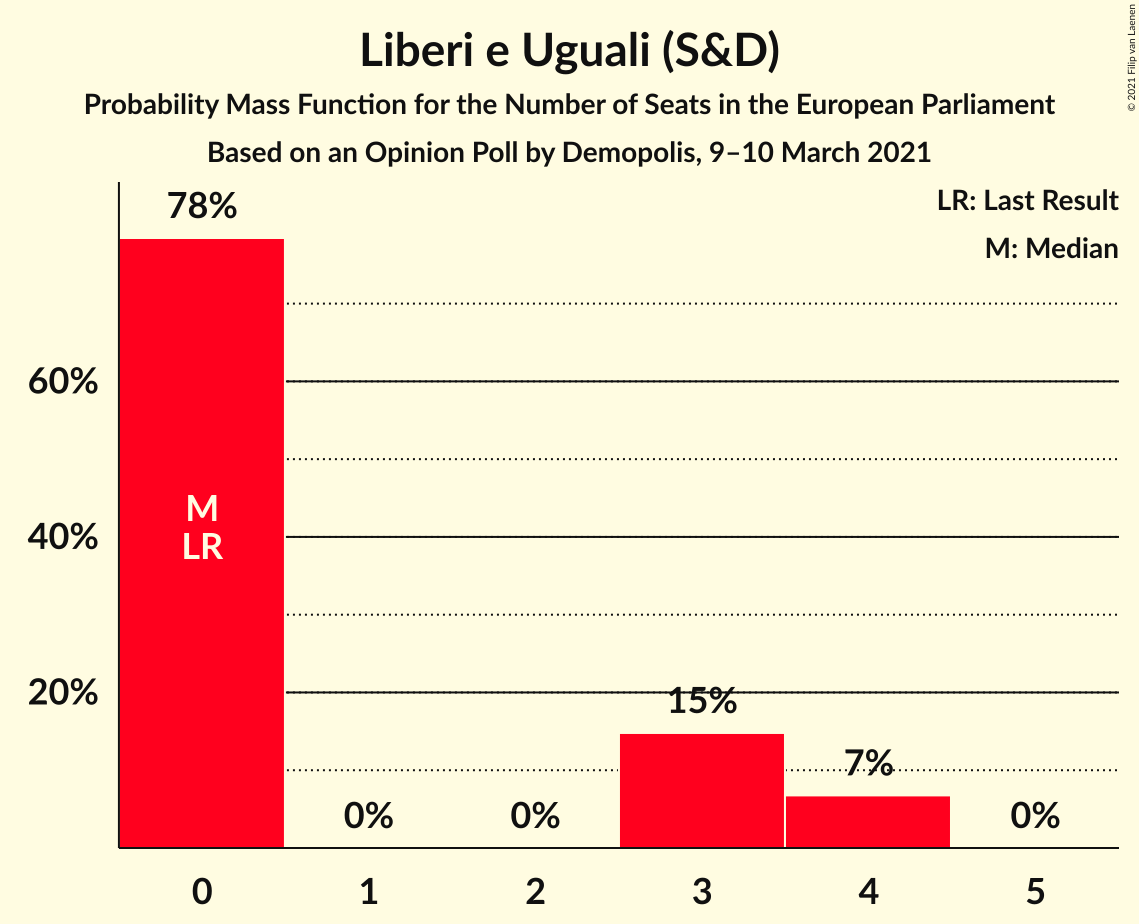 Liberi e Uguali (S&D)
Probability Mass Function for the Number of Seats in the European Parliament
Based on an Opinion Poll by Demopolis, 9–10 March 2021
© 2021 Filip van Laenen
LR: Last Result
M: Median
78%
60%
40%
20%
M
LR
0%
0%
15%
7%
0%
0
1
2
3
4
5